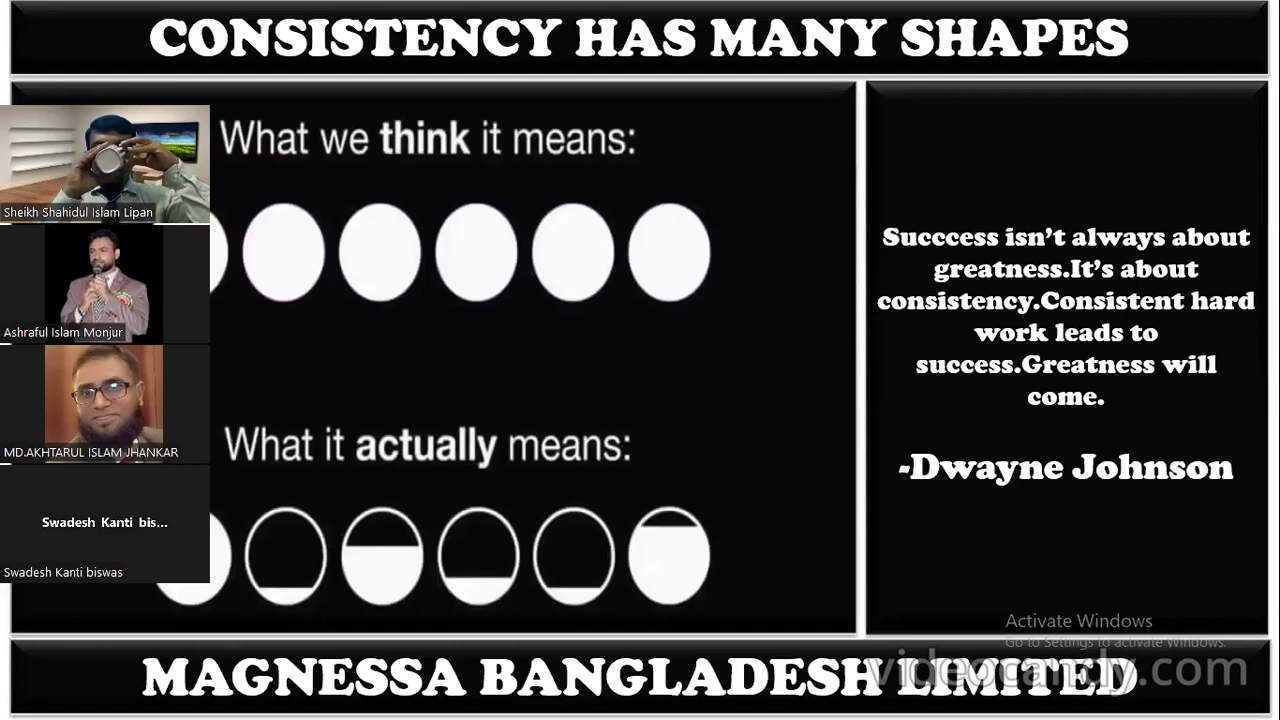 CONSISTENCY HAS MANY SHAPES
What we think it means:
Sheikh Shahidul Islam Lipan
Ashraful Islam Monjur
MD.AKHTARUL ISLAM JHANKAR
What it actually means:
Swadesh Kanti bis...
Swadesh Kanti biswas
Succcess isn’t always about
greatness.It’s about
consistency.Consistent hard
work leads to
success.Greatness will
come.
-Dwayne Johnson
Activate Windows
Go to Settings to activate Windows.
MAGNESSA BANGLADESH LIMITED
videocandy.com